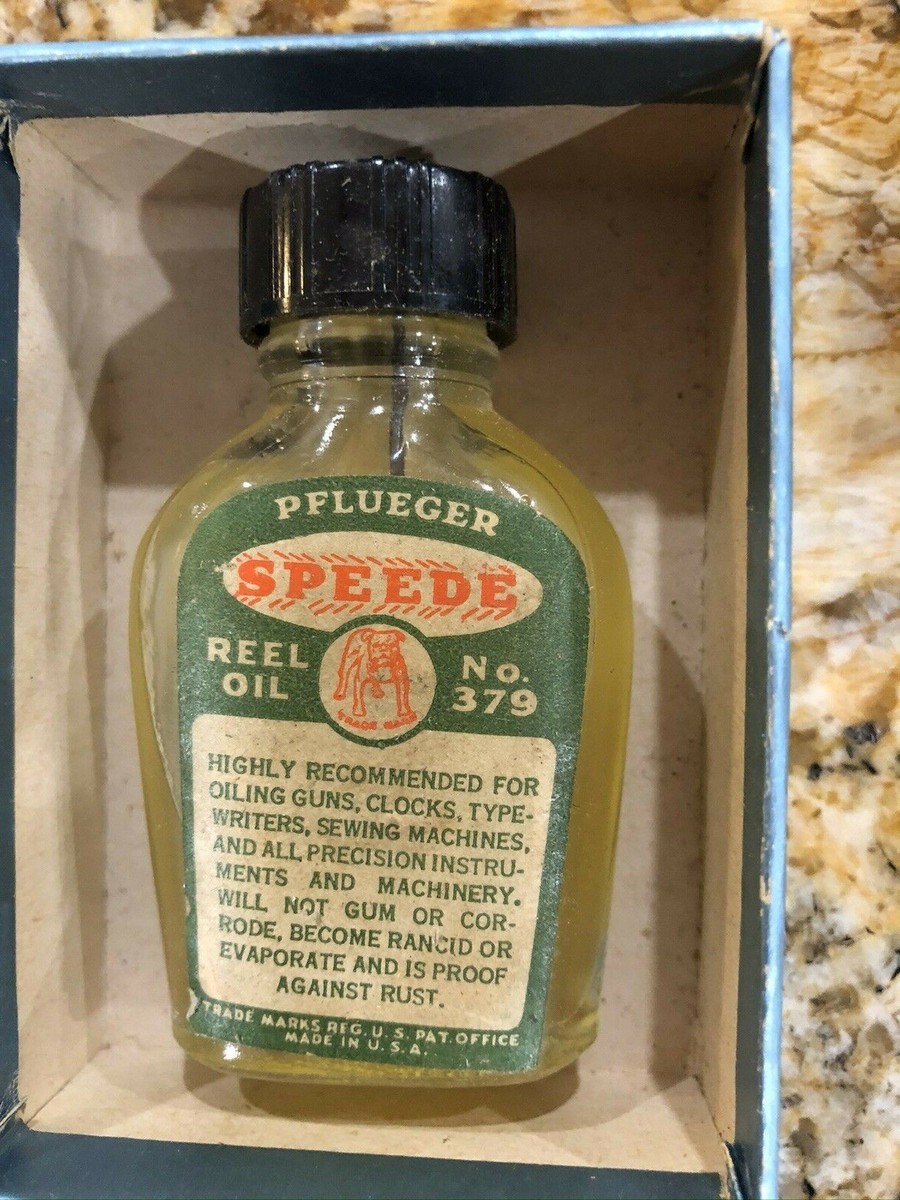 PFLUEGER
SPEEDE
REEL OIL
No. 379
TRADE MARK
HIGHLY RECOMMENDED FOR
OILING GUNS, CLOCKS, TYPE-
WRITERS, SEWING MACHINES,
AND ALL PRECISION INSTRU-
MENTS AND MACHINERY.
WILL NOT GUM OR COR-
RODE, BECOME RANCID OR
EVAPORATE AND IS PROOF
AGAINST RUST.
TRADE MARKS REG. U. S. PAT. OFFICE
MADE IN U. S. A.